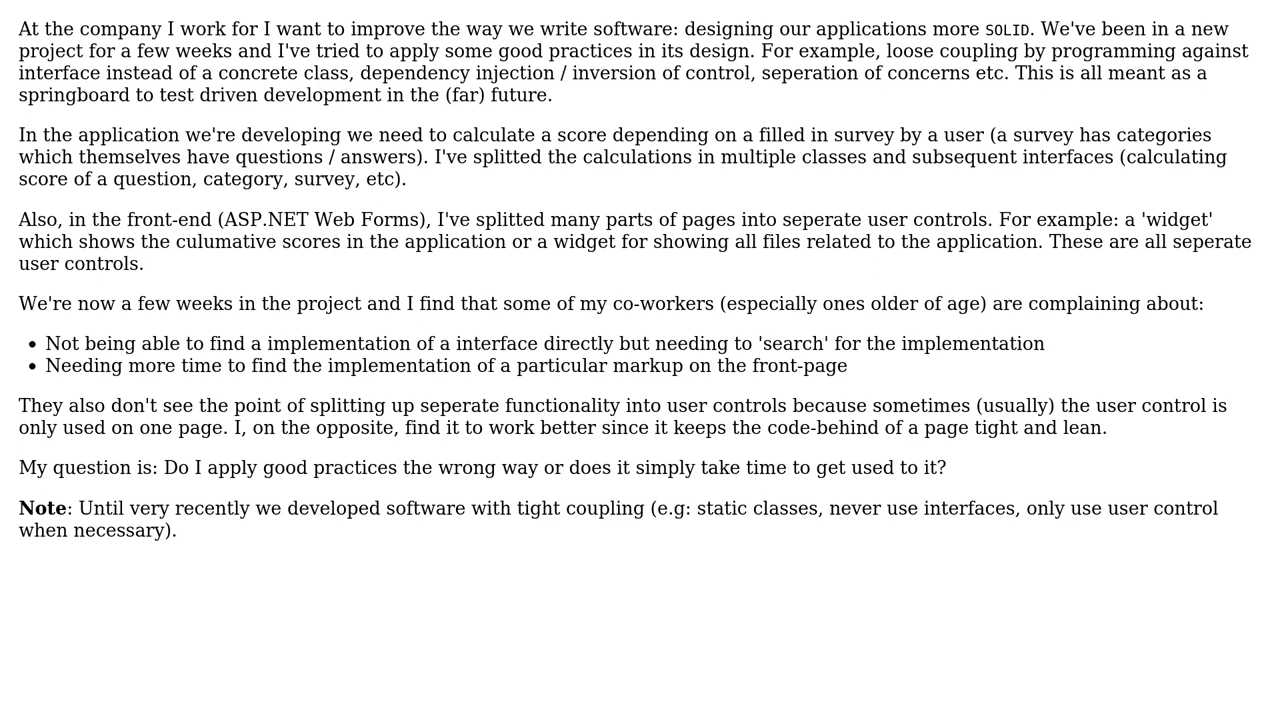 At the company I work for I want to improve the way we write software: designing our applications more SOLID. We've been in a new
project for a few weeks and I've tried to apply some good practices in its design. For example, loose coupling by programming against
interface instead of a concrete class, dependency injection / inversion of control, seperation of concerns etc. This is all meant as a
springboard to test driven development in the (far) future.
In the application we're developing we need to calculate a score depending on a filled in survey by a user (a survey has categories
which themselves have questions / answers). I've splitted the calculations in multiple classes and subsequent interfaces (calculating
score of a question, category, survey, etc).
Also, in the front-end (ASP.NET Web Forms), I've splitted many parts of pages into seperate user controls. For example: a 'widget'
which shows the culumative scores in the application or a widget for showing all files related to the application. These are all seperate
user controls.
We're now a few weeks in the project and I find that some of my co-workers (especially ones older of age) are complaining about:
• Not being able to find a implementation of a interface directly but needing to 'search' for the implementation
• Needing more time to find the implementation of a particular markup on the front-page
They also don't see the point of splitting up seperate functionality into user controls because sometimes (usually) the user control is
only used on one page. I, on the opposite, find it to work better since it keeps the code-behind of a page tight and lean.
My question is: Do I apply good practices the wrong way or does it simply take time to get used to it?
Note: Until very recently we developed software with tight coupling (e.g: static classes, never use interfaces, only use user control
when necessary).